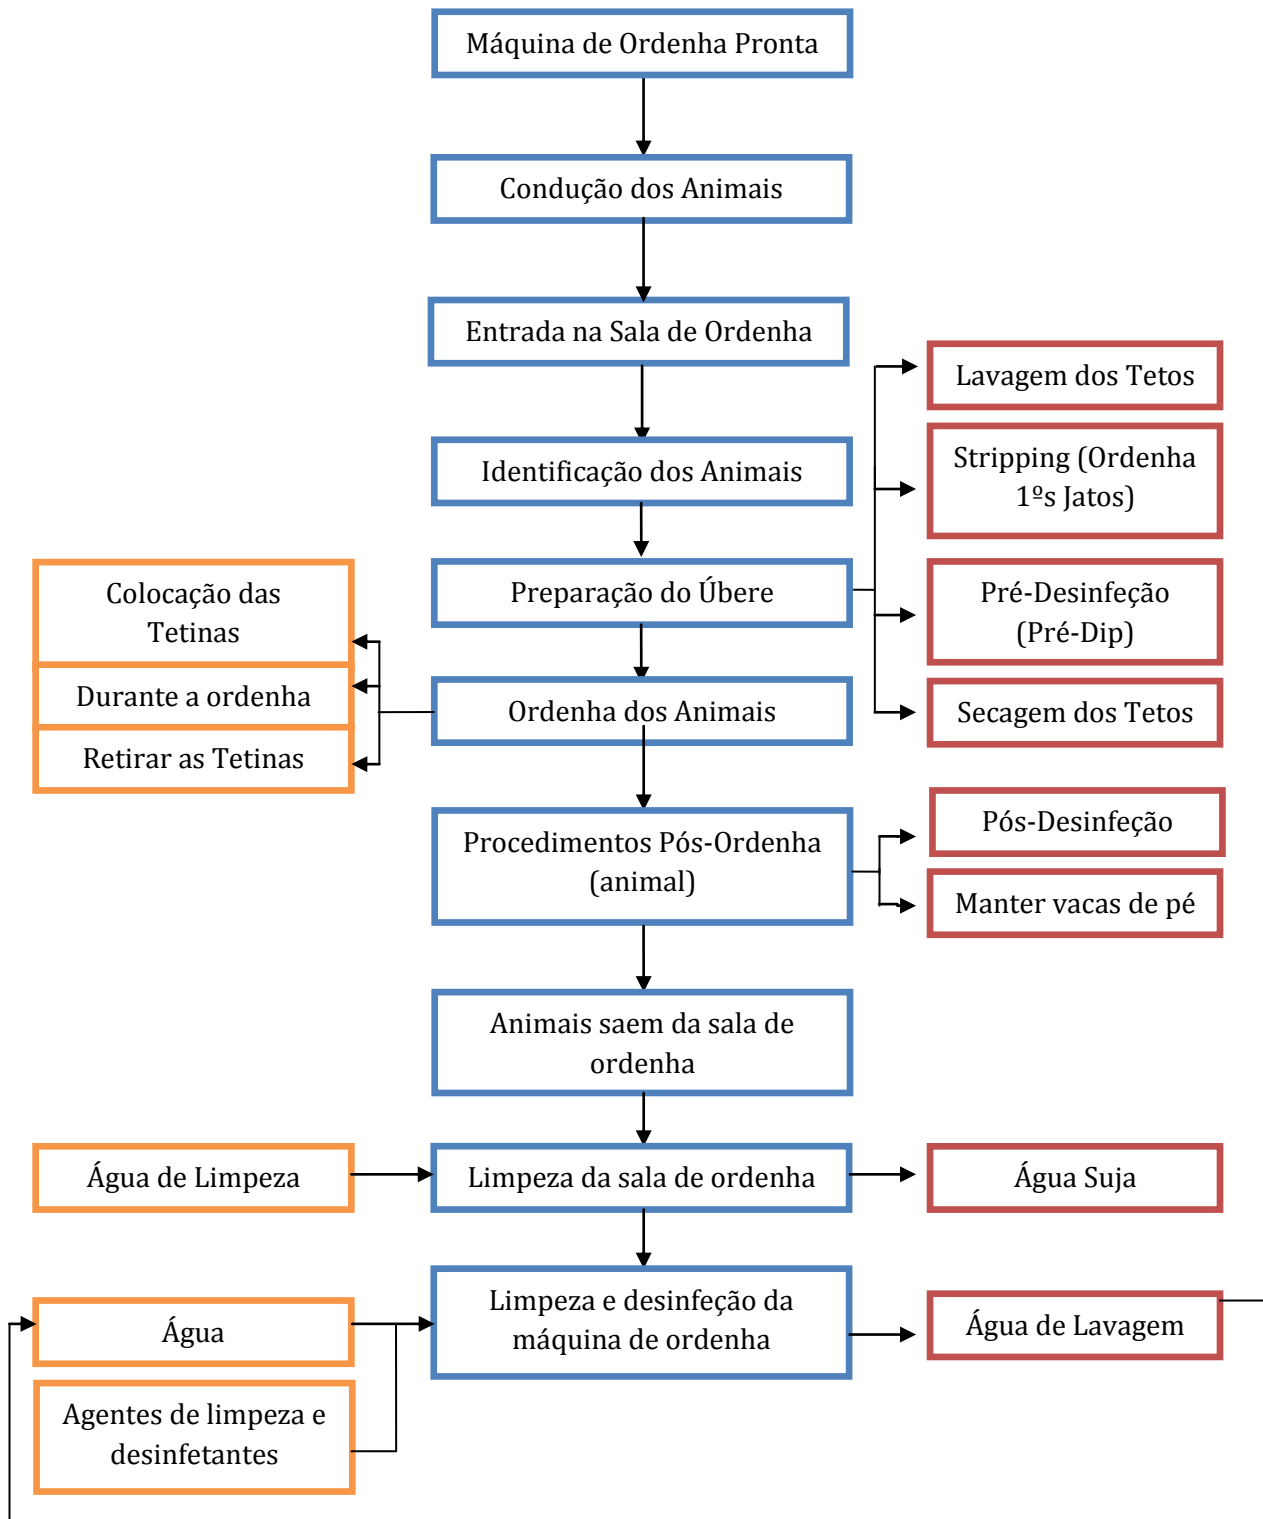 Máquina de Ordenha Pronta
Condução dos Animais
Entrada na Sala de Ordenha
Lavagem dos Tetos
Identificação dos Animais
Stripping (Ordenha
1ºs Jatos)
Colocação das
Tetinas
Preparação do Úbere
Pré-Desinfeção
(Pré-Dip)
Durante a ordenha
Ordenha dos Animais
Secagem dos Tetos
Retirar as Tetinas
Procedimentos Pós-Ordenha
(animal)
Pós-Desinfeção
Manter vacas de pé
Animais saem da sala de
ordenha
Água de Limpeza
Limpeza da sala de ordenha
Água Suja
Água
Limpeza e desinfeção da
máquina de ordenha
Água de Lavagem
Agentes de limpeza e
desinfetantes